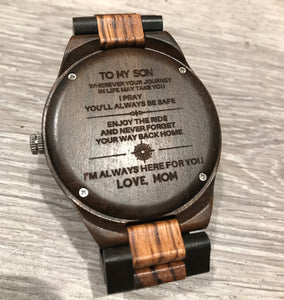 TO MY SON
WHEREVER YOUR JOURNEY
IN LIFE MAY TAKE YOU
I PRAY
YOU'LL ALWAYS BE SAFE
ENJOY THE RIDE
AND NEVER FORGET
YOUR WAY BACK HOME
I'M ALWAYS HERE FOR YOU
LOVE, MOM